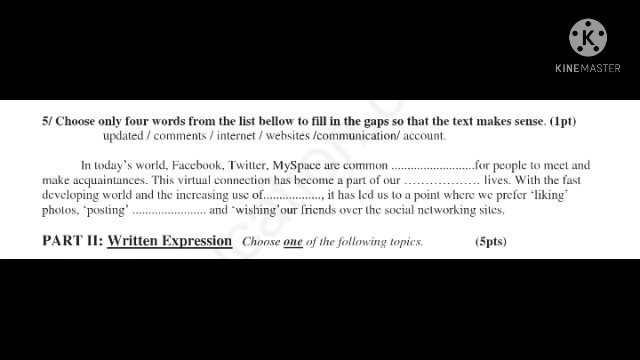 K
KINEMASTER
5/ Choose only four words from the list bellow to fill in the gaps so that the text makes sense. (1pt)
updated / comments / internet / websites /communication/ account.
In today's world, Facebook, Twitter, MySpace are common ..........................for people to meet and
make acquaintances. This virtual connection has become a part of our ……………… lives. With the fast
developing world and the increasing use of..................., it has led us to a point where we prefer 'liking'
photos, 'posting' ....................... and 'wishing'our friends over the social networking sites.
PART II: Written Expression Choose one of the following topics. (5pts)